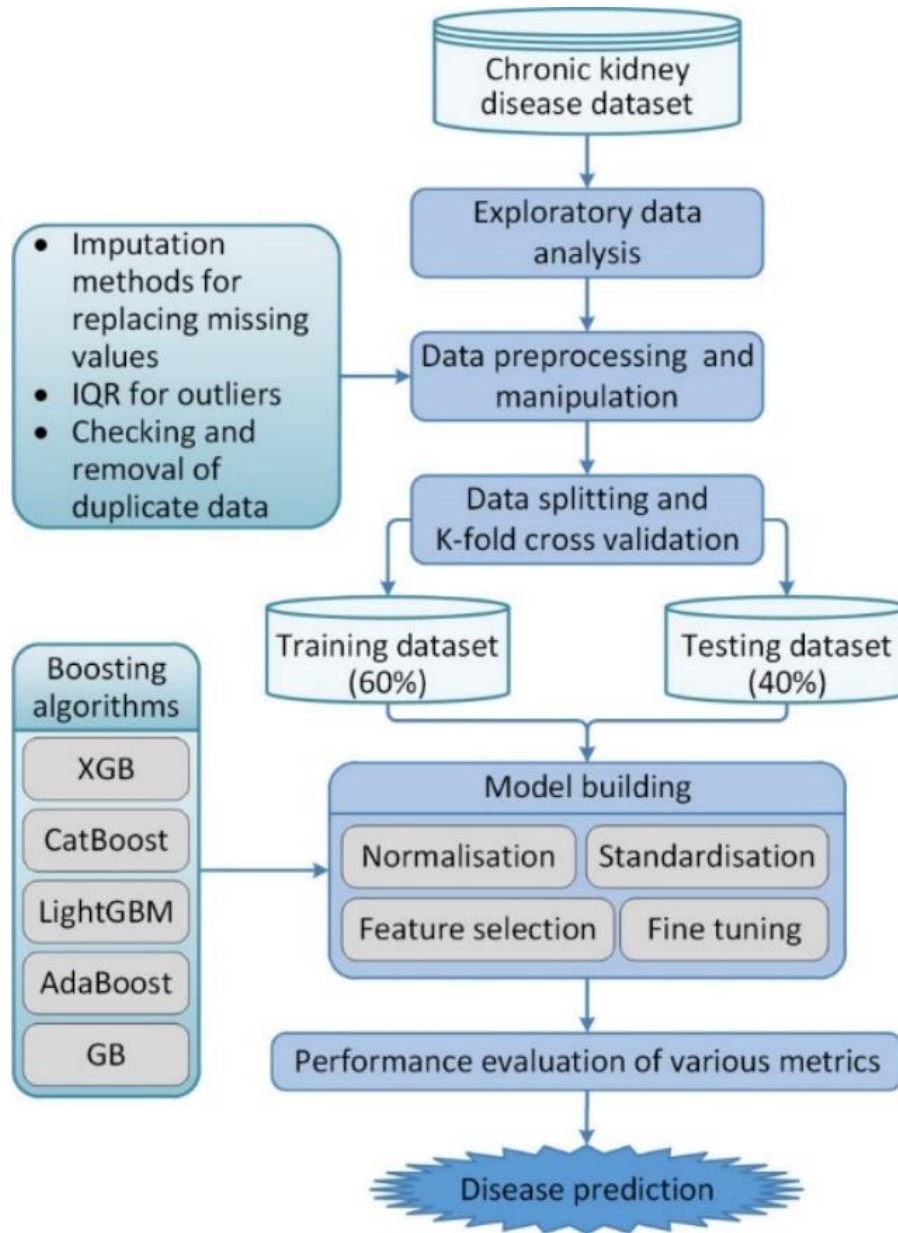 Chronic kidney
disease dataset
Exploratory data
analysis
• Imputation
methods for
replacing missing
values
• IQR for outliers
• Checking and
removal of
duplicate data
Data preprocessing and
manipulation
Data splitting and
K-fold cross validation
Training dataset
(60%)
Testing dataset
(40%)
Boosting
algorithms
XGB
CatBoost
LightGBM
AdaBoost
GB
Model building
Normalisation
Standardisation
Feature selection
Fine tuning
Performance evaluation of various metrics
Disease prediction